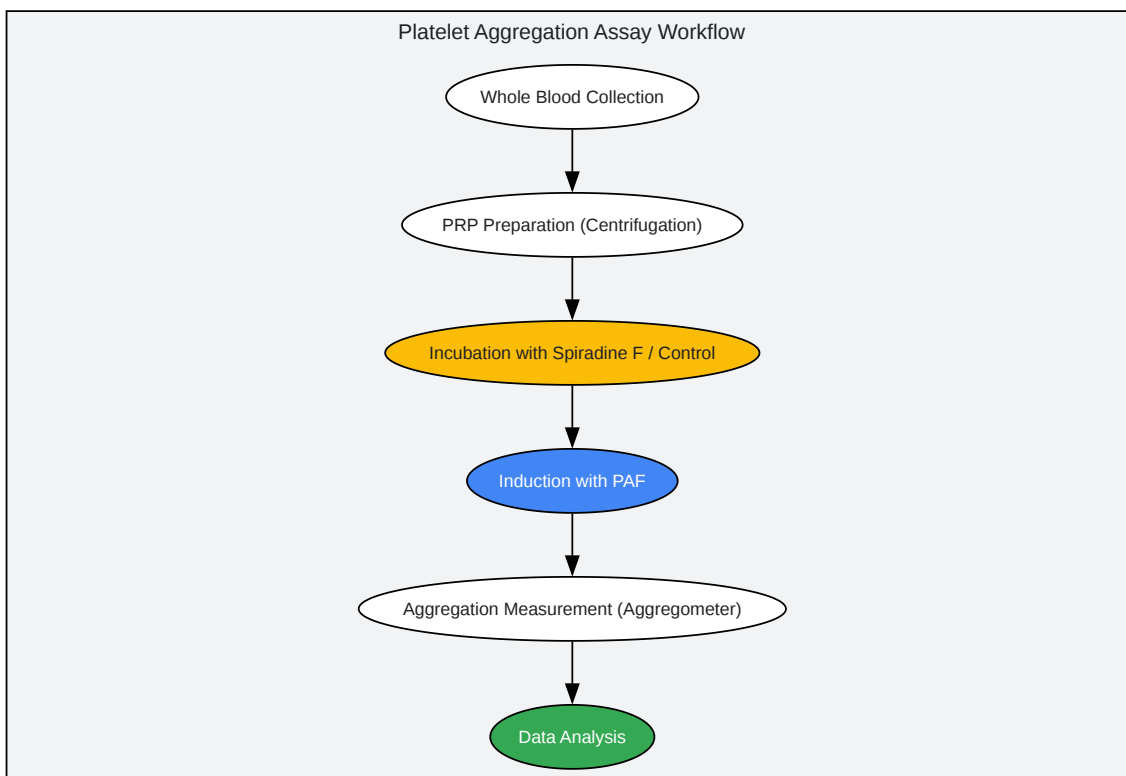 Platelet Aggregation Assay Workflow
Whole Blood Collection
PRP Preparation (Centrifugation)
Incubation with Spiradine F / Control
Induction with PAF
Aggregation Measurement (Aggregometer)
Data Analysis